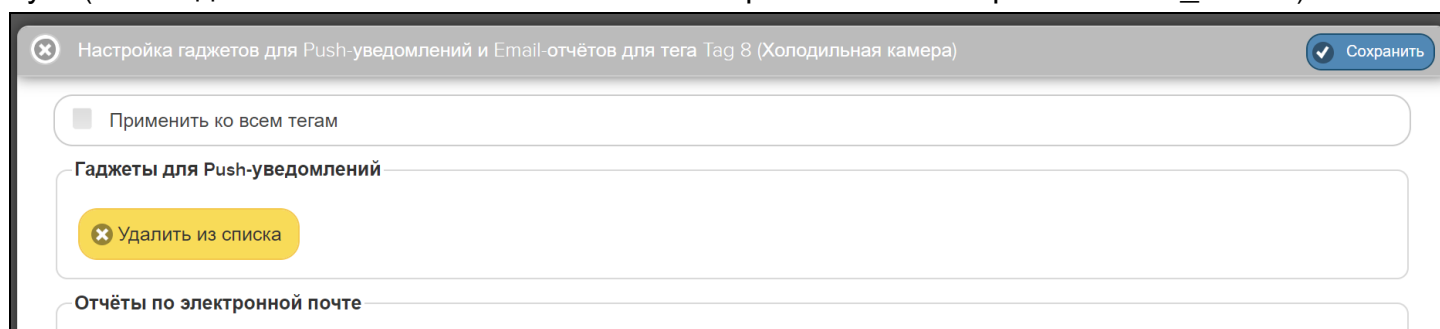 Настройка гаджетов для Push-уведомлений и Email-отчётов для тега Tag 8 (Холодильная камера)
Сохранить
Применить ко всем тегам
Гаджеты для Push-уведомлений
Удалить из списка
Отчёты по электронной почте